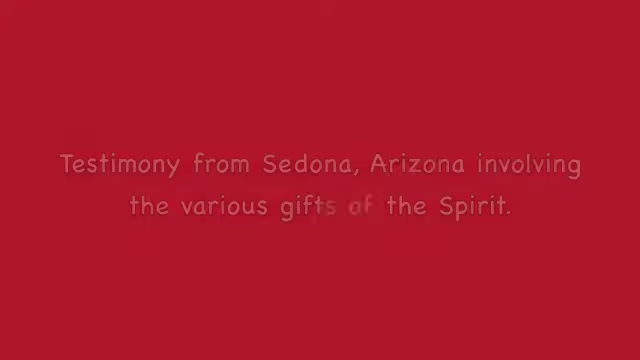 Testimony from Sedona, Arizona involving
the various gifts of the Spirit.